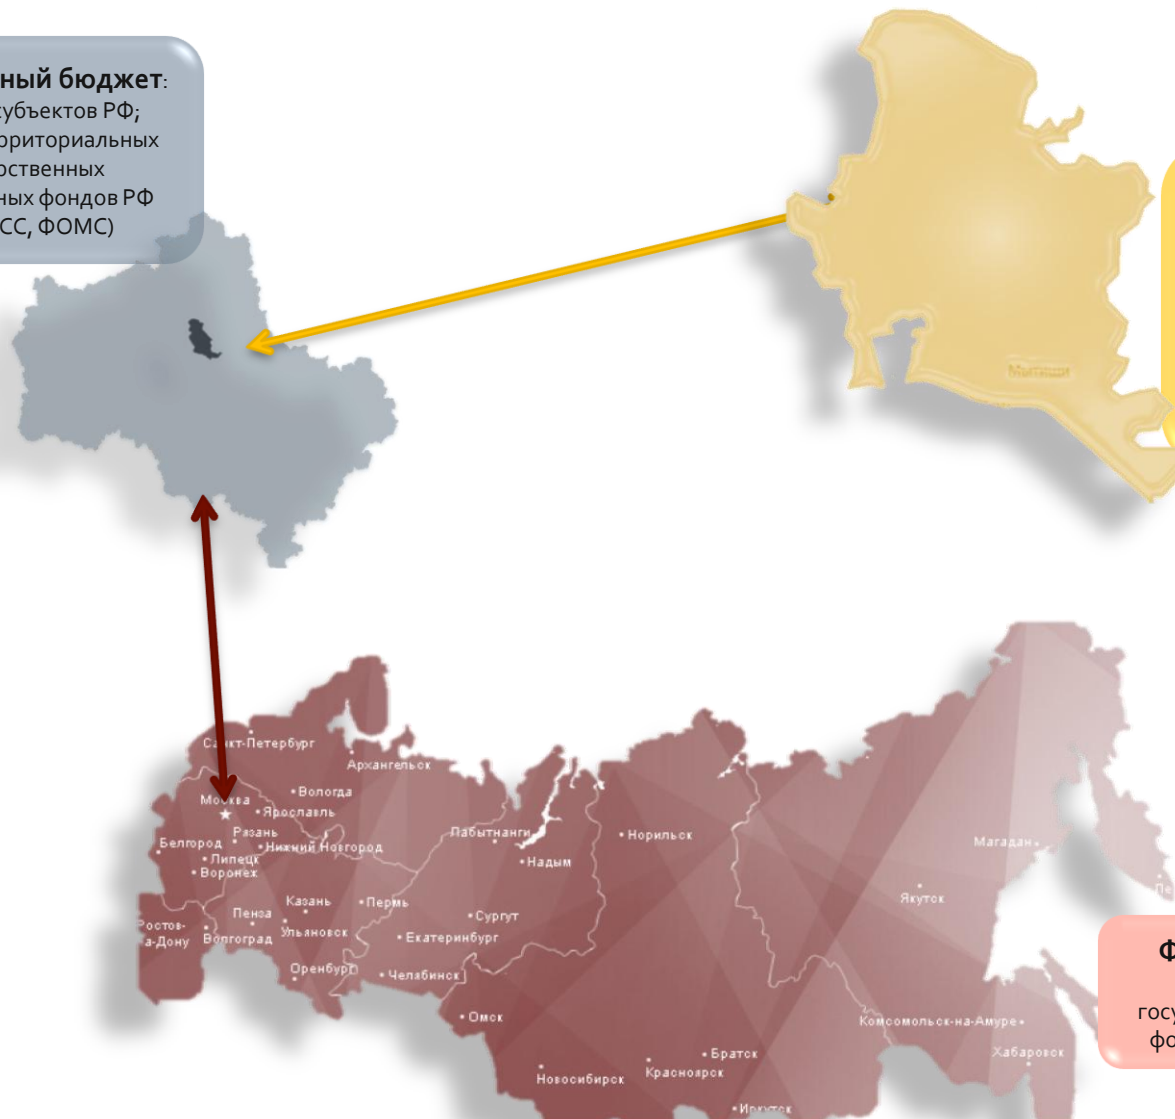 ный бюджет:
субъектов РФ;
рриториальных
рственных
ных фондов РФ
СС, ФОМС)
Мытищи
Санкт-Петербург
Архангельск
Вологда
Москва
Ярославль
Рязань
Белгород
Нижний Новгород
Липецк
Воронеж
Лабытнанги
Надым
Норильск
Магадан
Якутск
Казань
Пермь
Пенза
Ульяновск
Сургут
Екатеринбург
Ростов-
а-Дону
Волгоград
Оренбург
Челябинск
Омск
Пе
Ф
госу
фо
Комсомольск-на-Амуре
Хабаровск
Братск
Красноярск
Новосибирск
Иркутск